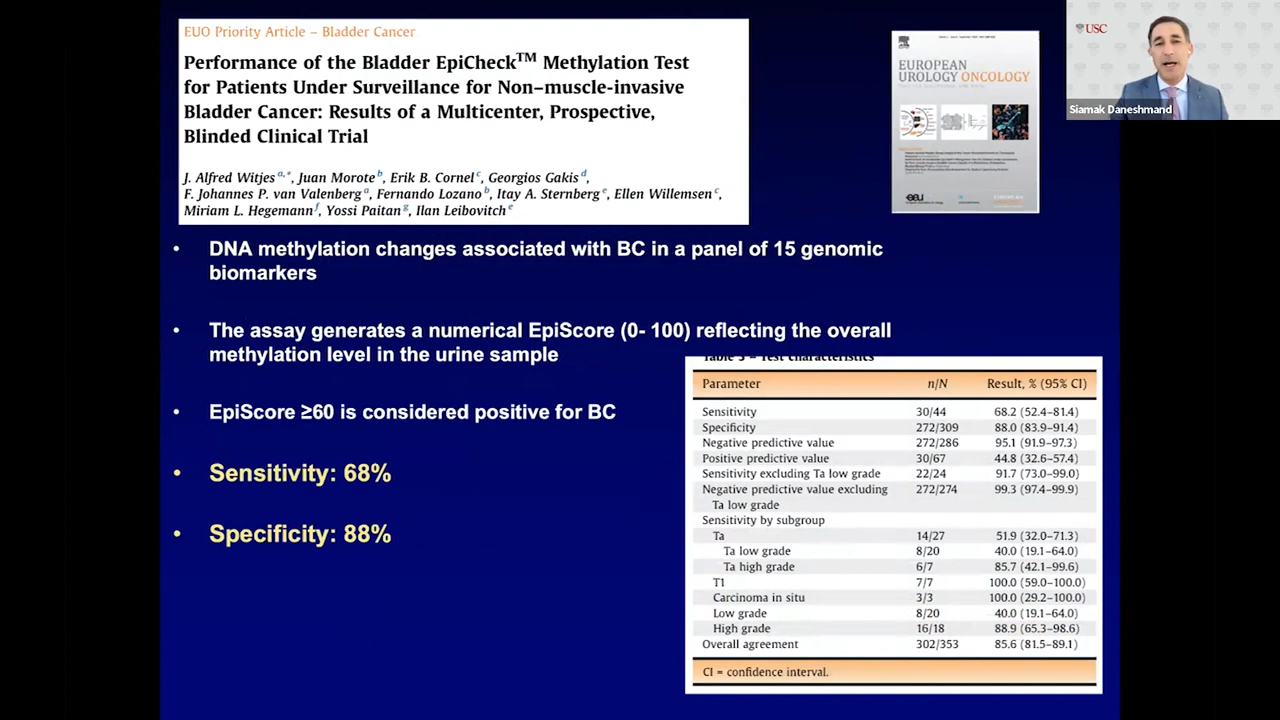 EUO Priority Article – Bladder Cancer
Performance of the Bladder EpiCheck™ Methylation Test
for Patients Under Surveillance for Non–muscle-invasive
Bladder Cancer: Results of a Multicenter, Prospective,
Blinded Clinical Trial
J. Alfred Witjes a,*, Juan Morote b, Erik B. Cornel c, Georgios Gakis d,
F. Johannes P. van Valenberg a, Fernando Lozano b, Itay A. Sternberg e, Ellen Willemsen c,
Miriam L. Hegemann f, Yossi Paitan g, Ilan Leibovitch e
EUROPEAN
UROLOGY ONCOLOGY
eau
USC
Siamak Daneshmand
• DNA methylation changes associated with BC in a panel of 15 genomic
biomarkers
• The assay generates a numerical EpiScore (0- 100) reflecting the overall
methylation level in the urine sample
• EpiScore ≥60 is considered positive for BC
• Sensitivity: 68%
• Specificity: 88%
Table 3 – Test characteristics
Parameter n/N Result, % (95% CI)
Sensitivity 30/44 68.2 (52.4–81.4)
Specificity 272/309 88.0 (83.9–91.4)
Negative predictive value 272/286 95.1 (91.9–97.3)
Positive predictive value 30/67 44.8 (32.6–57.4)
Sensitivity excluding Ta low grade 22/24 91.7 (73.0–99.0)
Negative predictive value excluding 272/274 99.3 (97.4–99.9)
Ta low grade
Sensitivity by subgroup
Ta 14/27 51.9 (32.0–71.3)
Ta low grade 8/20 40.0 (19.1–64.0)
Ta high grade 6/7 85.7 (42.1–99.6)
T1 7/7 100.0 (59.0–100.0)
Carcinoma in situ 3/3 100.0 (29.2–100.0)
Low grade 8/20 40.0 (19.1–64.0)
High grade 16/18 88.9 (65.3–98.6)
Overall agreement 302/353 85.6 (81.5–89.1)
CI = confidence interval.